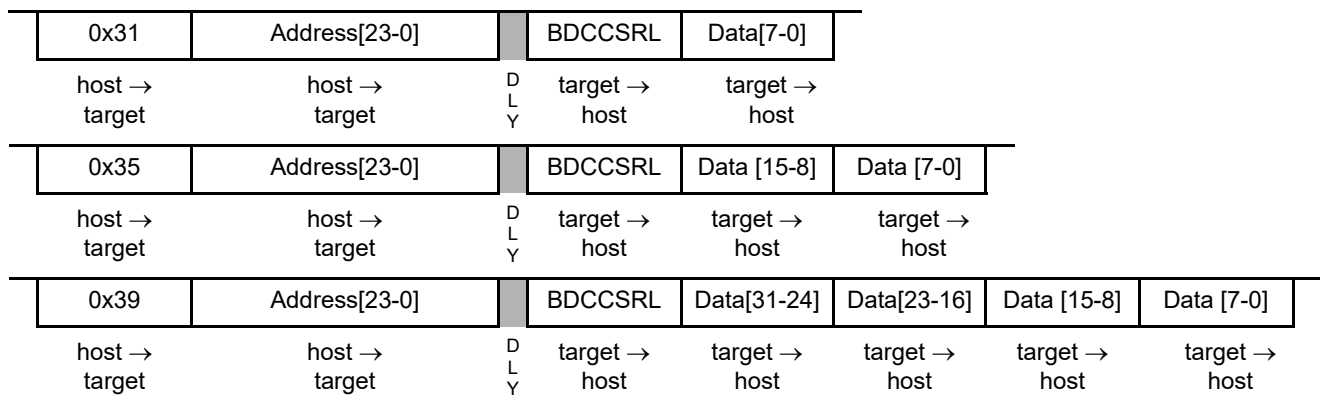 0x31 Address[23-0] BDCCSRL Data[7-0]
host → host → D target → target →
target target L host host
Y
0x35 Address[23-0] BDCCSRL Data [15-8] Data [7-0]
host → host → D target → target → target →
target target L host host host
Y
0x39 Address[23-0] BDCCSRL Data[31-24] Data[23-16] Data [15-8] Data [7-0]
host → host → D target → target → target → target → target →
target target L host host host host host
Y